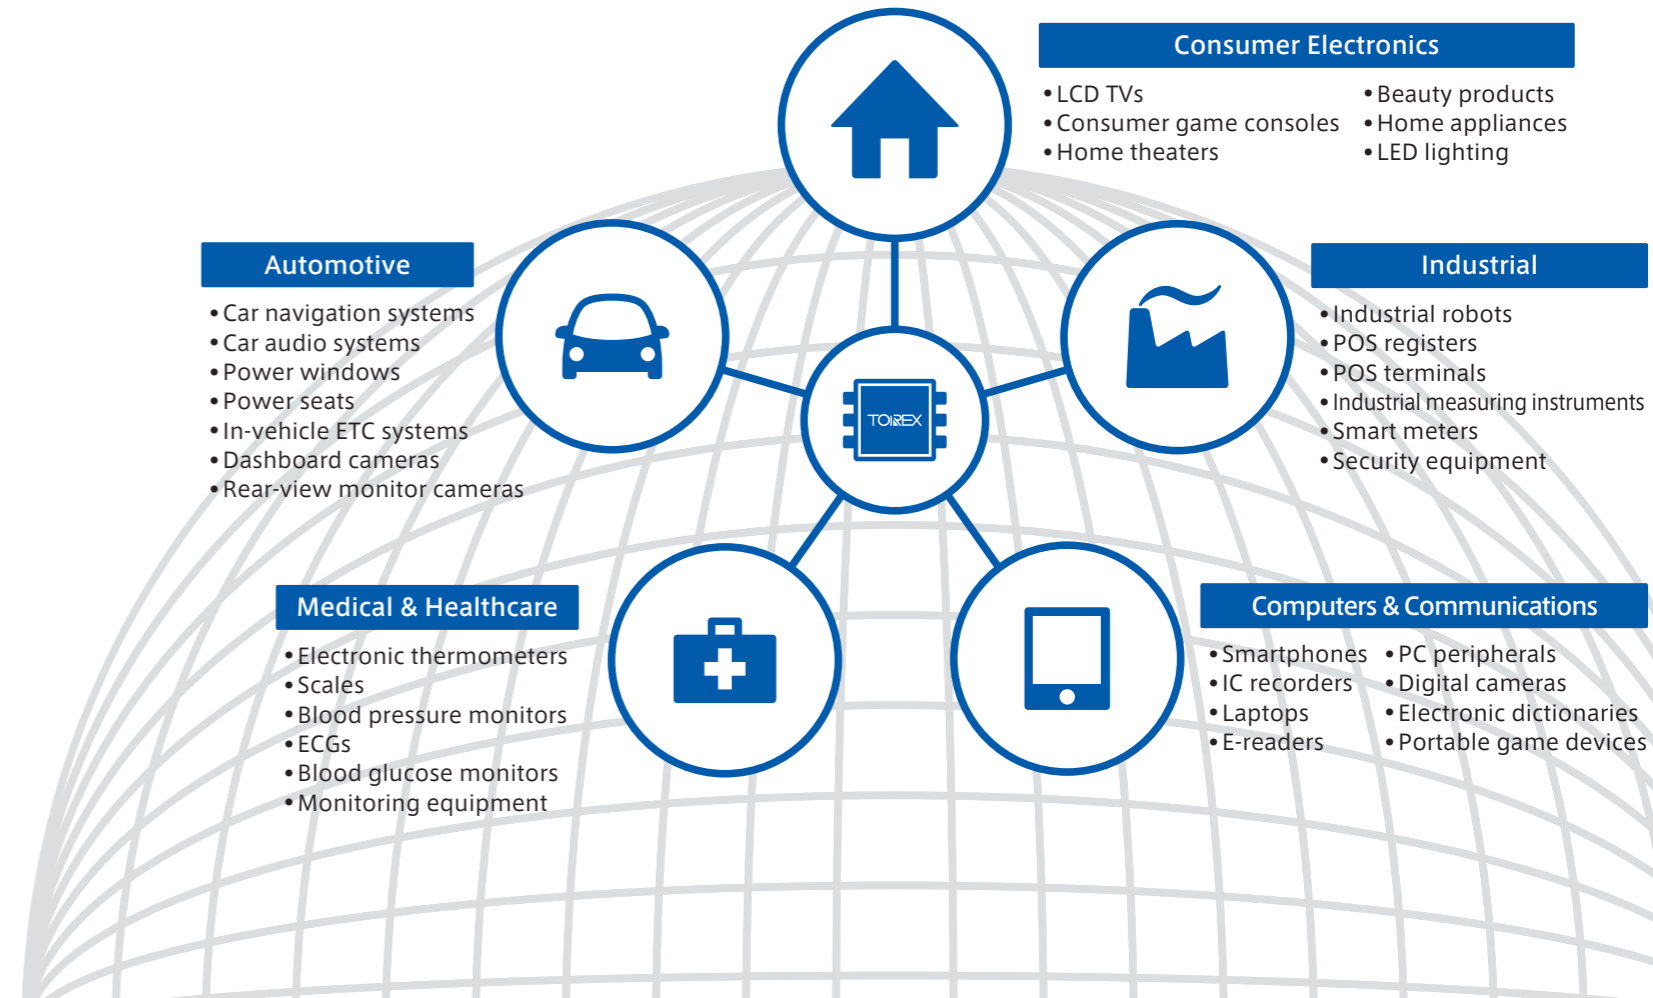 Consumer Electronics
•LCD TVs
•Consumer game consoles
•Home theaters
•Beauty products
•Home appliances
•LED lighting
Automotive
•Car navigation systems
•Car audio systems
•Power windows
•Power seats
•In-vehicle ETC systems
•Dashboard cameras
•Rear-view monitor cameras
TOIREX
Industrial
•Industrial robots
•POS registers
•POS terminals
•Industrial measuring instruments
•Smart meters
•Security equipment
Medical & Healthcare
•Electronic thermometers
•Scales
•Blood pressure monitors
•ECGs
•Blood glucose monitors
•Monitoring equipment
Computers & Communications
•Smartphones
•IC recorders
•Laptops
•E-readers
•PC peripherals
•Digital cameras
•Electronic dictionaries
•Portable game devices